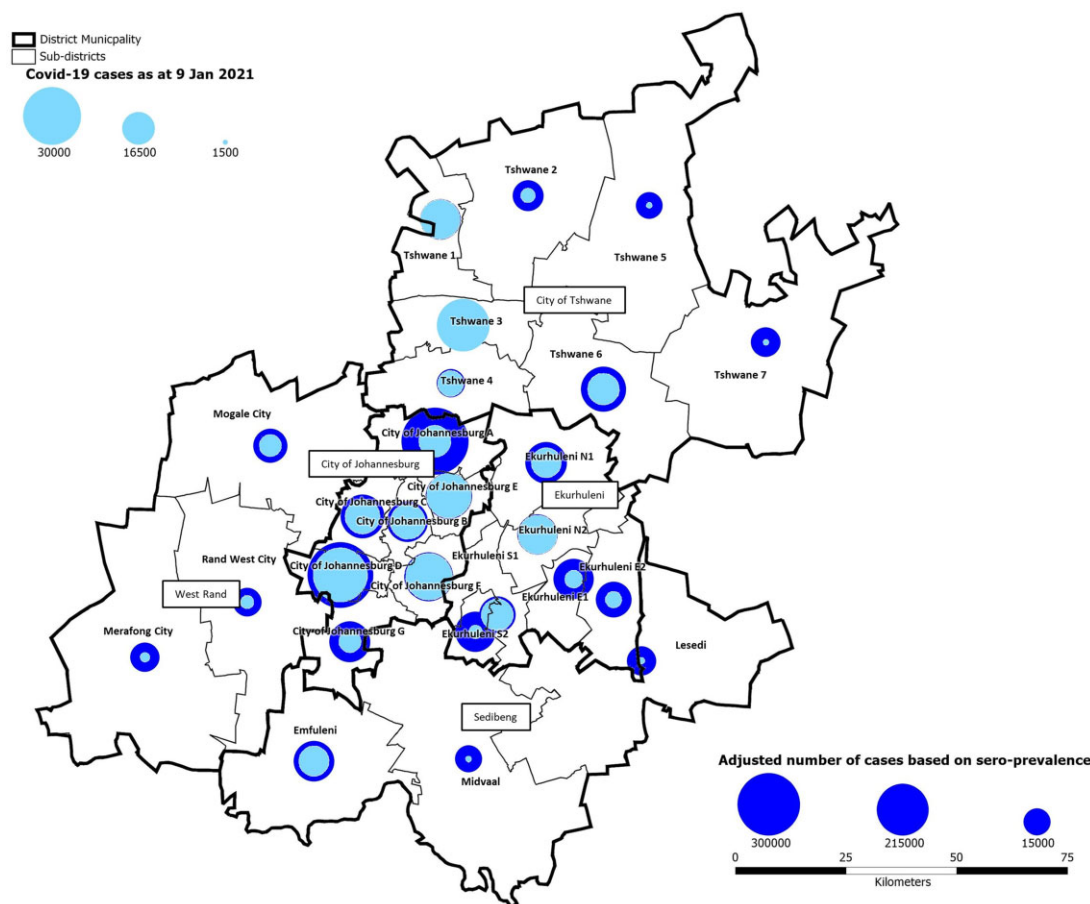 District Municpality
Sub-districts
Covid-19 cases as at 9 Jan 2021
30000 16500 1500
Tshwane 2
Tshwane 1
Tshwane 5
City of Tshwane
Tshwane 3
Tshwane 6
Tshwane 7
Tshwane 4
Mogale City
City of Johannesburg A
Ekurhuleni N1
City of Johannesburg
City of Johannesburg E
Ekurhuleni
City of Johannesburg C
City of Johannesburg B
Ekurhuleni N2
Rand West City
Ekurhuleni S1
City of Johannesburg D
Ekurhuleni E2
City of Johannesburg F
West Rand
Ekurhuleni E1
Merafong City
City of Johannesburg G
Ekurhuleni S2
Lesedi
Sedibeng
Emfuleni
Midvaal
Adjusted number of cases based on sero-prevalence
300000 215000 15000
0 25 50 75
Kilometers